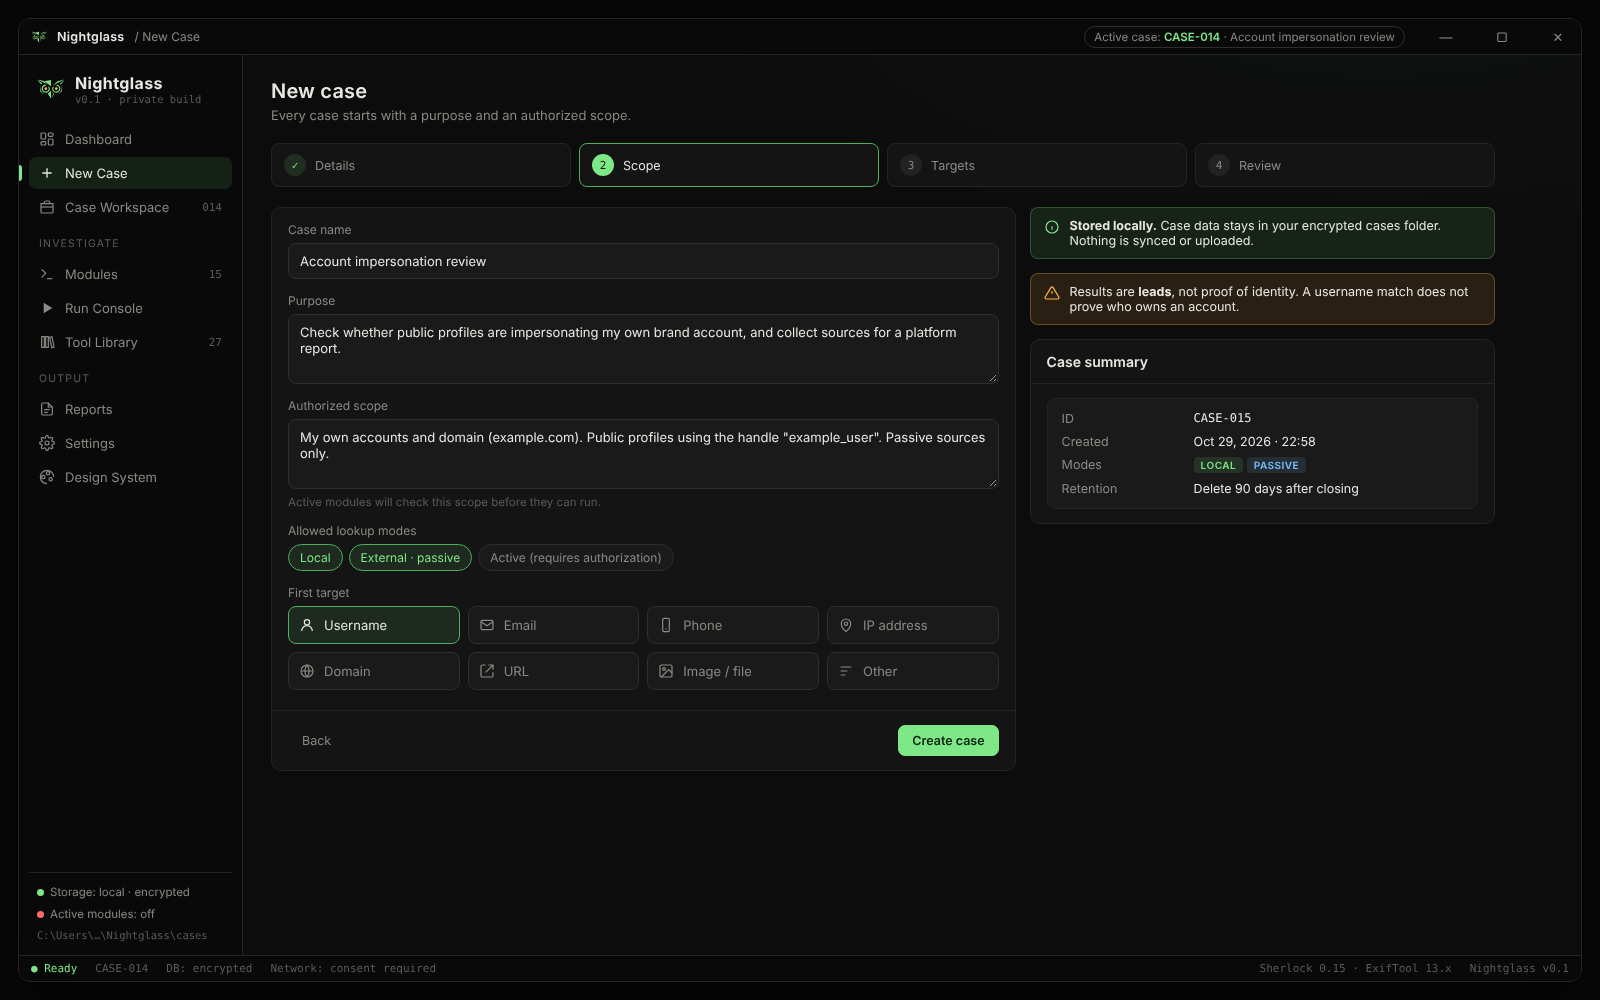 Nightglass / New Case
Active case: CASE-014 · Account impersonation review
Nightglass
v0.1 · private build
Dashboard
New Case
Case Workspace 014
INVESTIGATE
Modules 15
Run Console
Tool Library 27
OUTPUT
Reports
Settings
Design System
Storage: local · encrypted
Active modules: off
C:\Users\…\Nightglass\cases
New case
Every case starts with a purpose and an authorized scope.
✓ Details
2 Scope
3 Targets
4 Review
Case name
Account impersonation review
Purpose
Check whether public profiles are impersonating my own brand account, and collect sources for a platform
report.
Authorized scope
My own accounts and domain (example.com). Public profiles using the handle "example_user". Passive sources
only.
Active modules will check this scope before they can run.
Allowed lookup modes
Local External · passive Active (requires authorization)
First target
Username Email Phone IP address
Domain URL Image / file Other
Back Create case
Stored locally. Case data stays in your encrypted cases folder.
Nothing is synced or uploaded.
Results are leads, not proof of identity. A username match does not
prove who owns an account.
Case summary
ID CASE-015
Created Oct 29, 2026 · 22:58
Modes LOCAL PASSIVE
Retention Delete 90 days after closing
Ready CASE-014 DB: encrypted Network: consent required
Sherlock 0.15 · ExifTool 13.x Nightglass v0.1